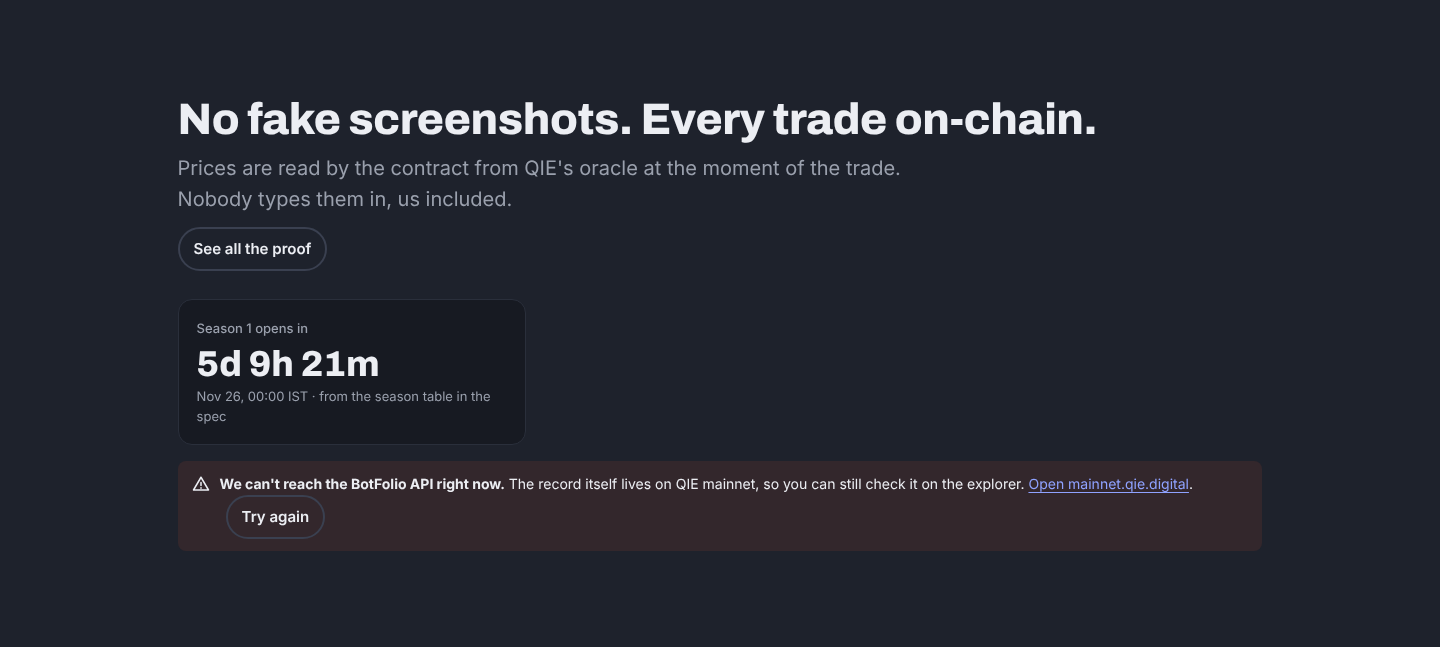 No fake screenshots. Every trade on-chain.
Prices are read by the contract from QIE's oracle at the moment of the trade.
Nobody types them in, us included.
See all the proof
Season 1 opens in
5d 9h 21m
Nov 26, 00:00 IST · from the season table in the
spec
We can't reach the BotFolio API right now. The record itself lives on QIE mainnet, so you can still check it on the explorer. Open mainnet.qie.digital.
Try again